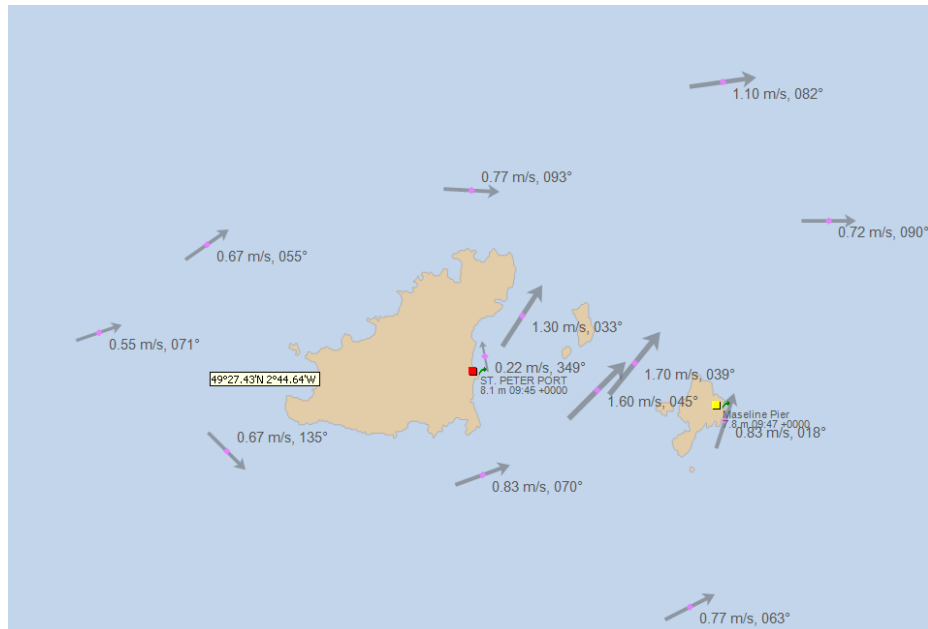 1.10 m/s, 082°
0.77 m/s, 093°
0.72 m/s, 090°
0.67 m/s, 055°
1.30 m/s, 033°
0.55 m/s, 071°
0.22 m/s, 349°
1.70 m/s, 039°
49°27.43'N 2°44.64'W
ST. PETER PORT
8.1 m 09:45 +0000
1.60 m/s, 045°
Maseline Pier
7.8 m 09:47 +0000
0.83 m/s, 018°
0.67 m/s, 135°
0.83 m/s, 070°
0.77 m/s, 063°